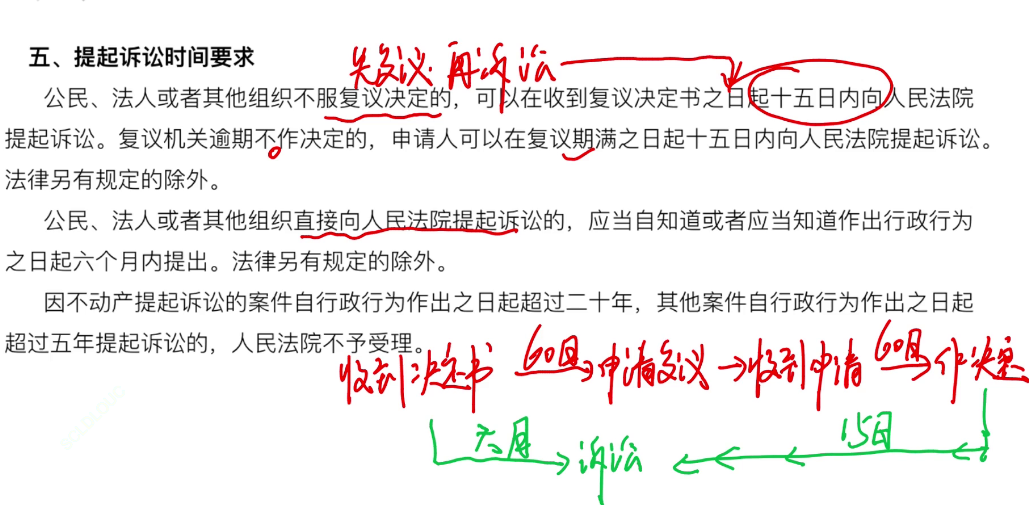 五、提起诉讼时间要求
先复议.再诉讼
公民、法人或者其他组织不服复议决定的，可以在收到复议决定书之日起十五日内向人民法院
提起诉讼。复议机关逾期不作决定的，申请人可以在复议期满之日起十五日内向人民法院提起诉讼。
法律另有规定的除外。
公民、法人或者其他组织直接向人民法院提起诉讼的，应当自知道或者应当知道作出行政行为
之日起六个月内提出。法律另有规定的除外。
因不动产提起诉讼的案件自行政行为作出之日起超过二十年，其他案件自行政行为作出之日起
超过五年提起诉讼的，人民法院不予受理。
收到决定书 60日 申请复议 收到申请 60日 作决定
六月 诉讼 15日